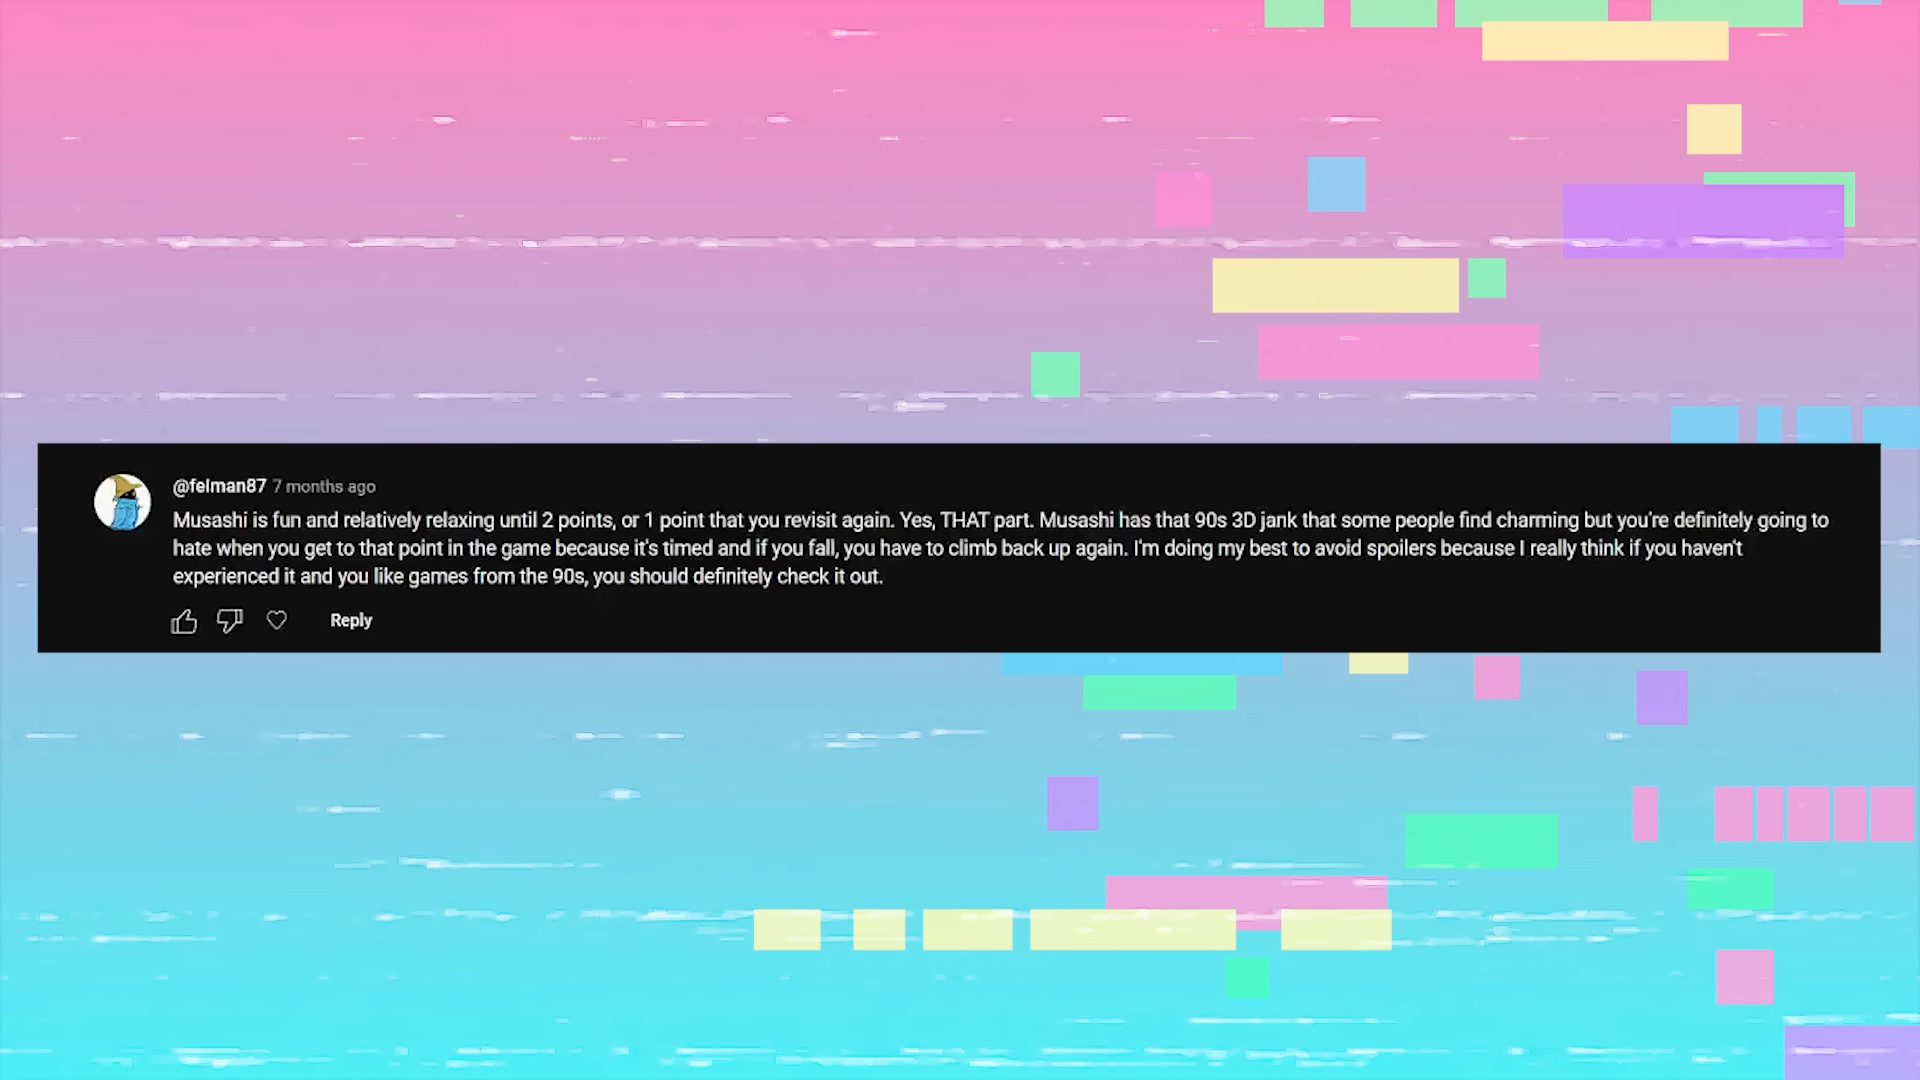 @felman87 7 months ago
Musashi is fun and relatively relaxing until 2 points, or 1 point that you revisit again. Yes, THAT part. Musashi has that 90s 3D jank that some people find charming but you're definitely going to
hate when you get to that point in the game because it's timed and if you fall, you have to climb back up again. I'm doing my best to avoid spoilers because I really think if you haven't
experienced it and you like games from the 90s, you should definitely check it out.
Reply